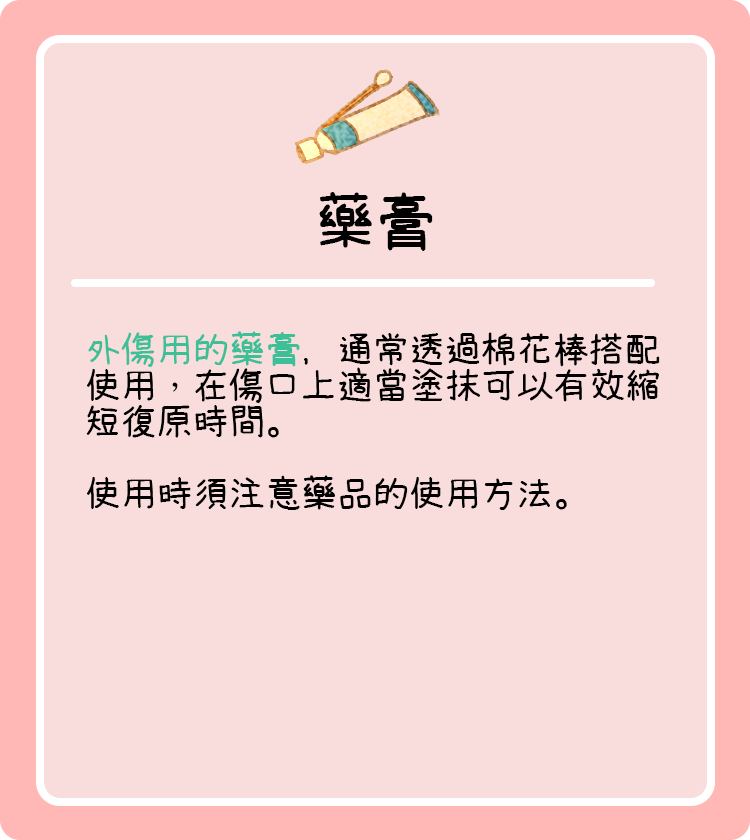 藥膏
外傷用的藥膏，通常透過棉花棒搭配
使用，在傷口上適當塗抹可以有效縮
短復原時間。
使用時須注意藥品的使用方法。